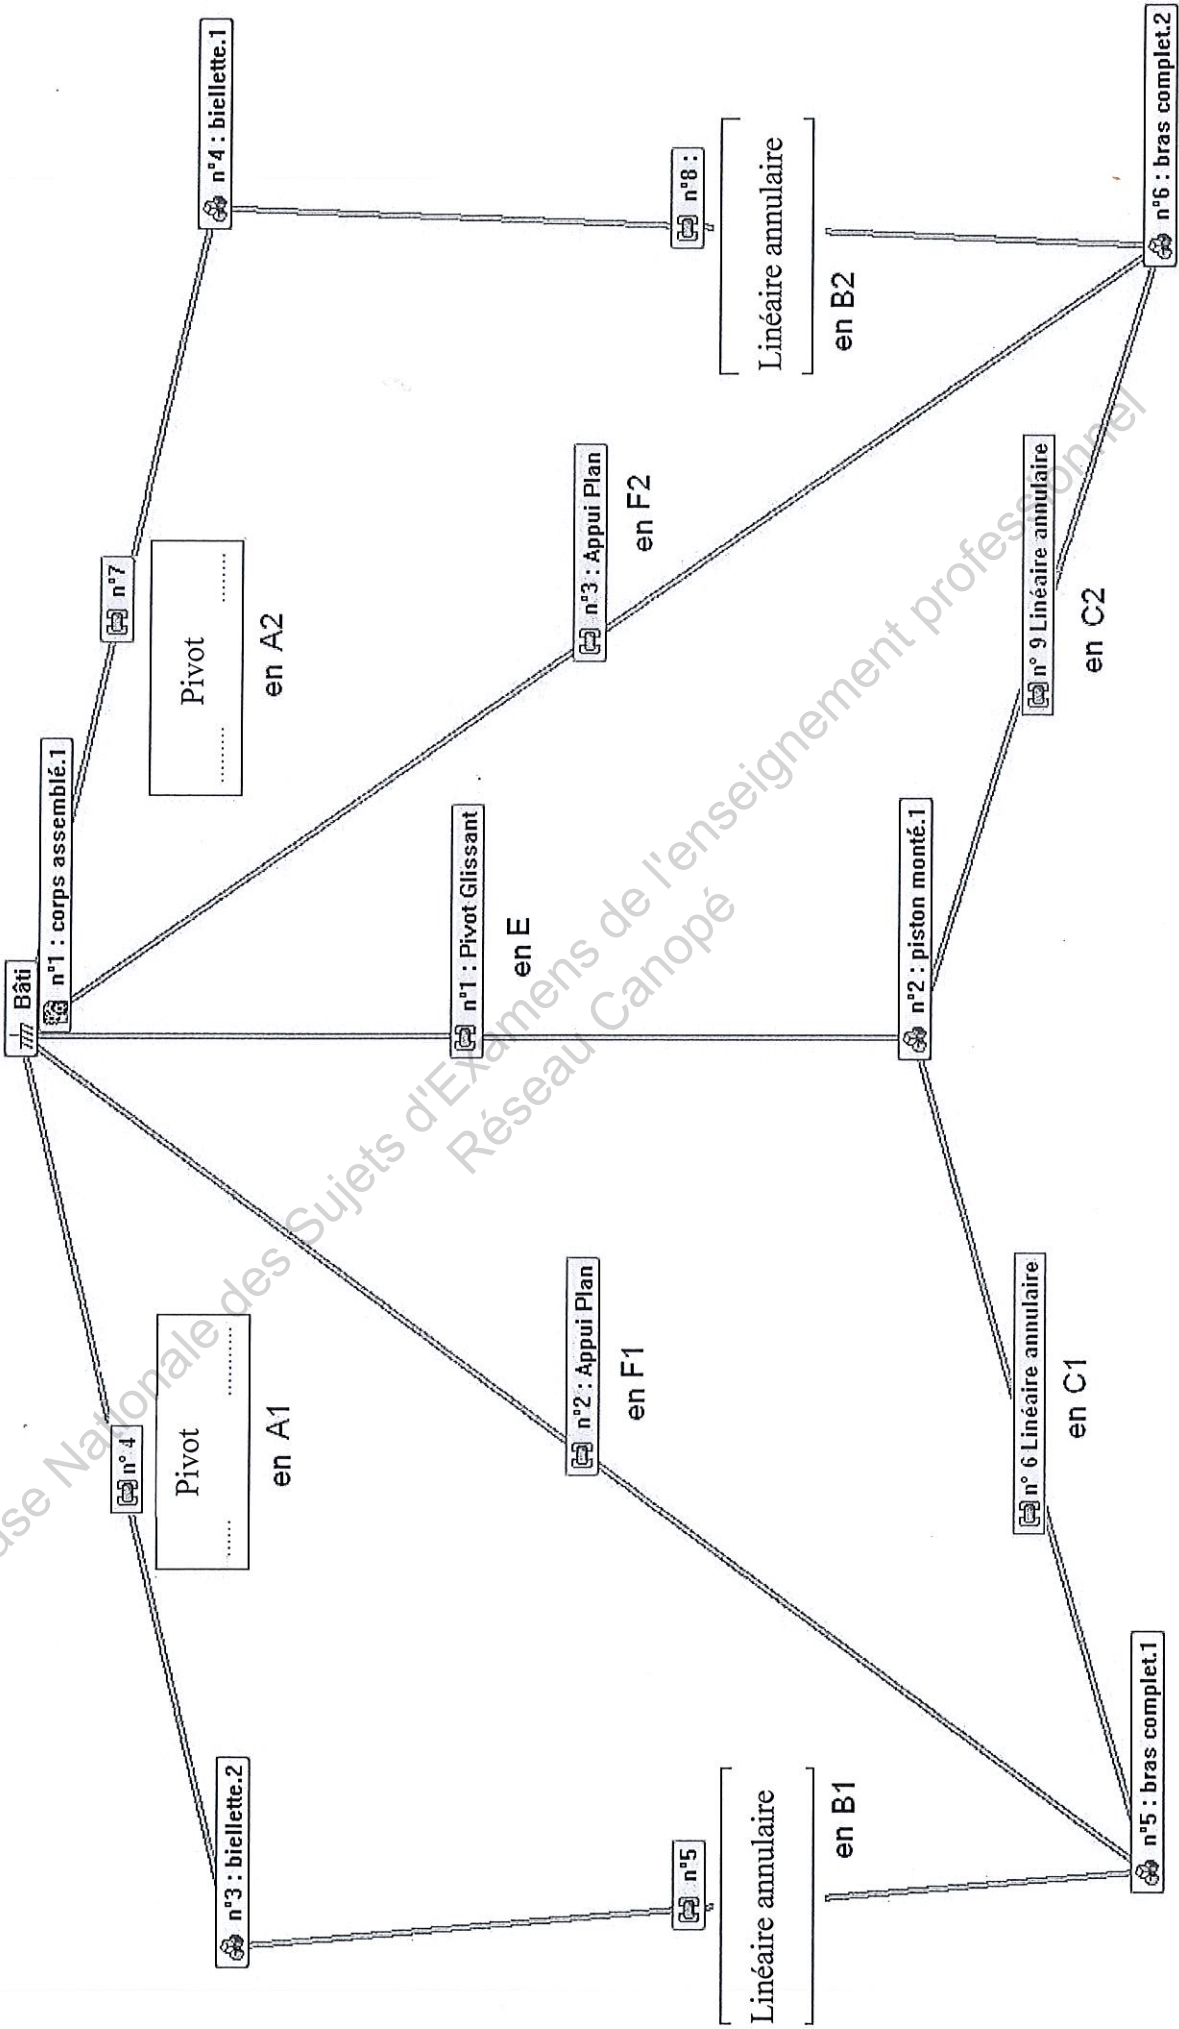 Bâti
n°1 : corps assemblé.1
n° 4
Pivot
..... ..........
en A1
n°7
Pivot
........ .......
en A2
n°3 : biellette.2
n°4 : biellette.1
n°1 : Pivot Glissant
en E
n°2 : Appui Plan
en F1
n°3 : Appui Plan
en F2
n°5
Linéaire annulaire
en B1
n°8 :
Linéaire annulaire
en B2
n°2 : piston monté.1
n° 6 Linéaire annulaire
en C1
n° 9 Linéaire annulaire
en C2
n°5 : bras complet.1
n°6 : bras complet.2
ase Nationale des Sujets d'Examens de l'enseignement professionnel
Réseau Canopé